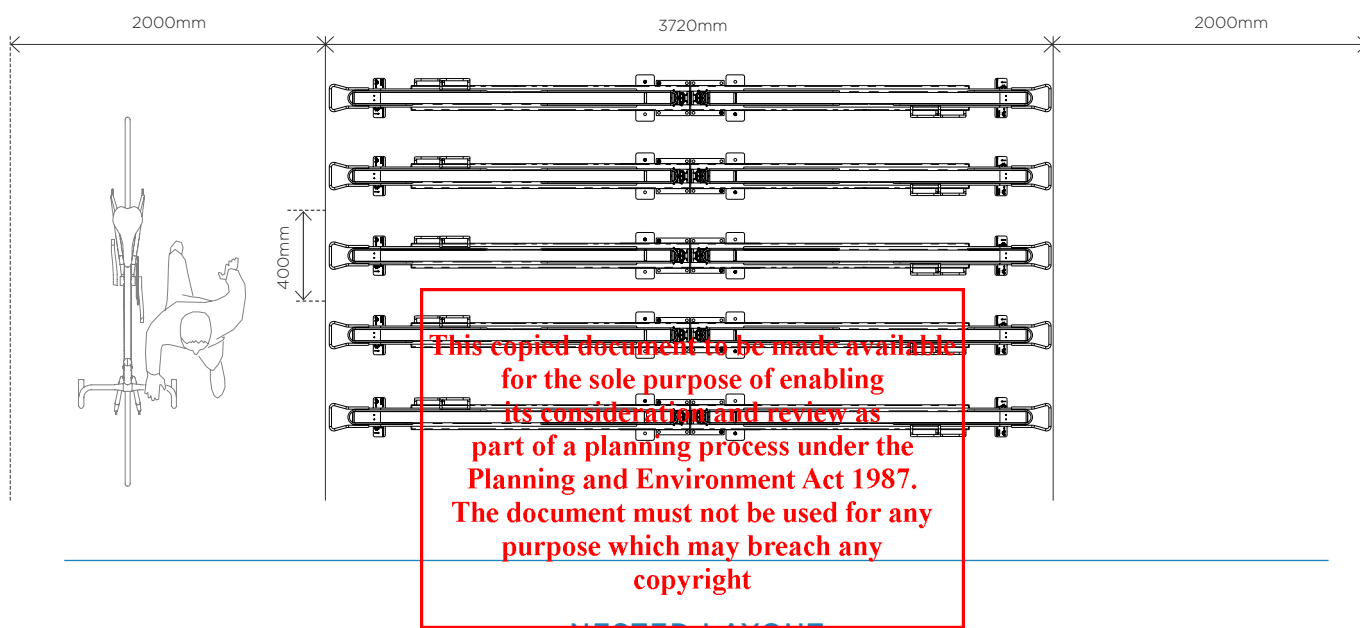 2000mm
3720mm
2000mm
400mm
This copied document to be made available
for the sole purpose of enabling
its consideration and review as
part of a planning process under the
Planning and Environment Act 1987.
The document must not be used for any
purpose which may breach any
copyright
NESTED LAYOUT